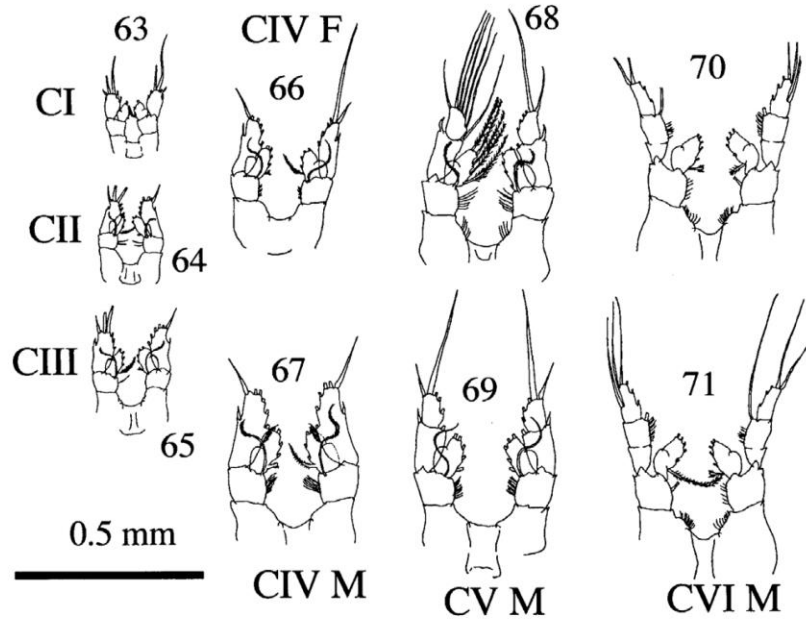 63
CIV F
68
70
CI
66
CII
64
CIII
65
67
69
71
0.5 mm
CIV M
CV M
CVI M